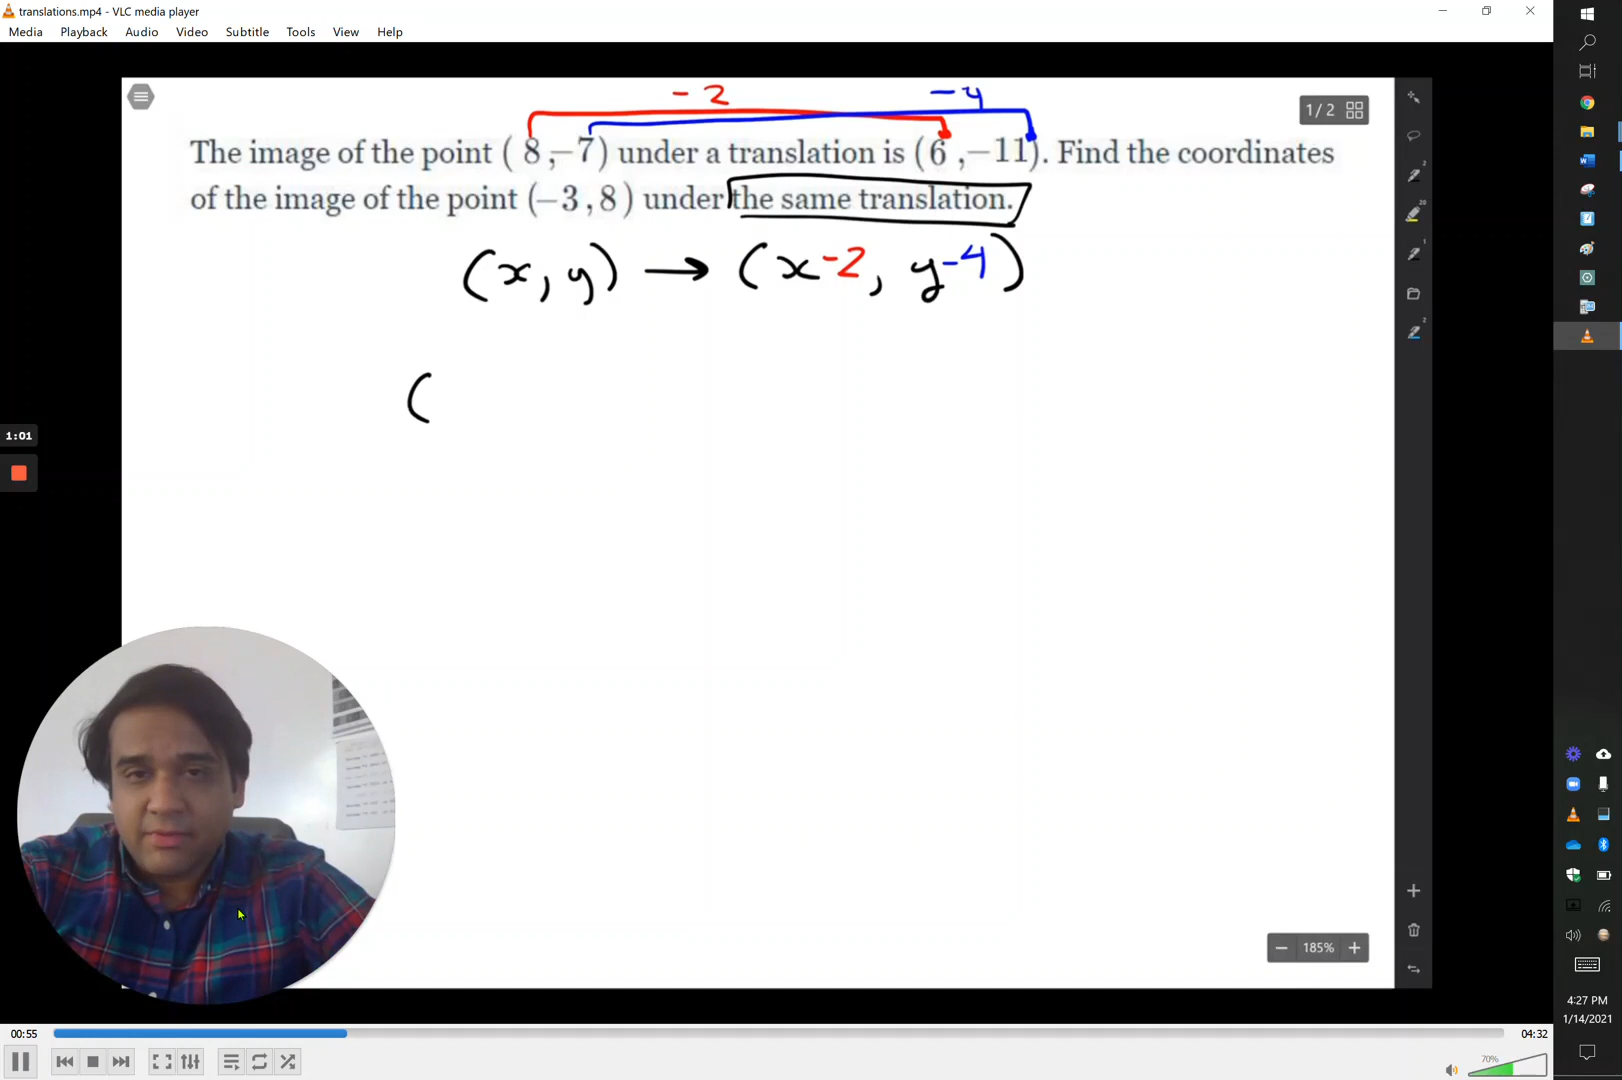 translations.mp4 - VLC media player
Media Playback Audio Video Subtitle Tools View Help
-2 -4
1/2
The image of the point ( 8 ,−7) under a translation is (6 ,−11). Find the coordinates
of the image of the point (−3 , 8 ) under the same translation.
(x, y) → (x-2, y-4)
(
1:01
185%
4:27 PM
1/14/2021
00:55 04:32
70%